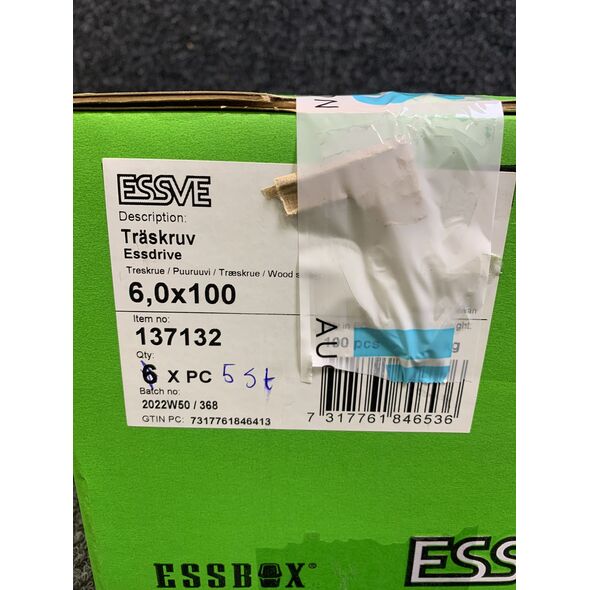 ESSVE
Description:
Träskruv
Essdrive
Treskrue / Puuruuvi / Træskrue / Wood s
6,0x100
Item no:
137132
Qty:
6 X PC 5 St
100 pcs
Batch no:
2022W50 / 368
GTIN PC: 7317761846413
7 317761 846536
AU
ESSBOX
ESS